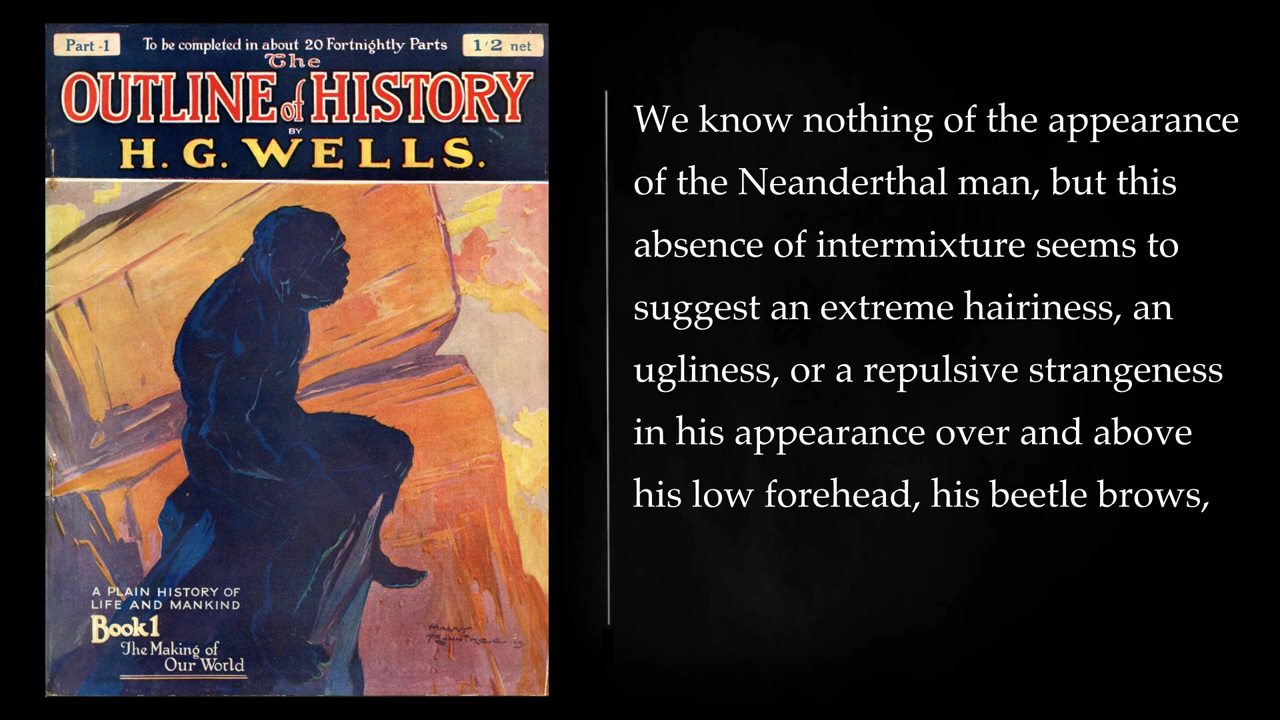 Part -1
To be completed in about 20 Fortnightly Parts
1/2 net
The
OUTLINE of HISTORY
BY
H. G. WELLS.
A PLAIN HISTORY OF
LIFE AND MANKIND
Book 1
The Making of
Our World
We know nothing of the appearance
of the Neanderthal man, but this
absence of intermixture seems to
suggest an extreme hairiness, an
ugliness, or a repulsive strangeness
in his appearance over and above
his low forehead, his beetle brows,